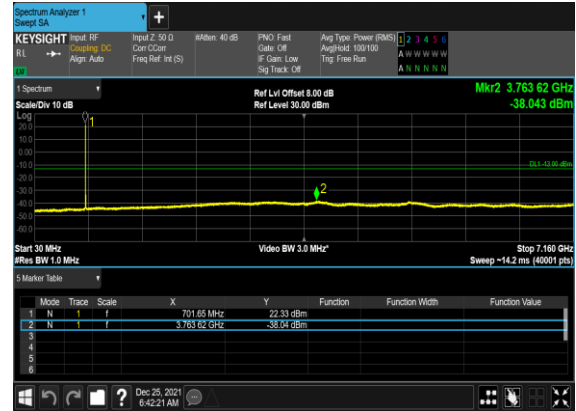 Spectrum Analyzer 1
Swept SA
+
KEYSIGHT Input: RF Input Z: 50 Ω #Atten: 40 dB PNO: Fast Avg Type: Power (RMS) 1 2 3 4 5 6
RL Coupling: DC Corr CCorr Gate: Off Avg|Hold: 100/100 A W W W W W
Align: Auto Freq Ref: Int (S) IF Gain: Low Trig: Free Run
LW Sig Track: Off A N N N N N
1 Spectrum Ref Lvl Offset 8.00 dB Mkr2 3.763 62 GHz
Scale/Div 10 dB Ref Level 30.00 dBm -38.043 dBm
Log
1
20.0
10.0
0.00
-10.0
DL1 -13.00 dBm
-20.0
-30.0
2
-40.0
-50.0
-60.0
Start 30 MHz Video BW 3.0 MHz* Stop 7.160 GHz
#Res BW 1.0 MHz Sweep ~14.2 ms (40001 pts)
5 Marker Table
Mode Trace Scale X Y Function Function Width Function Value
1 N 1 f 701.65 MHz 22.33 dBm
2 N 1 f 3.763 62 GHz -38.04 dBm
3
4
5
6
? Dec 25, 2021
6:42:21 AM